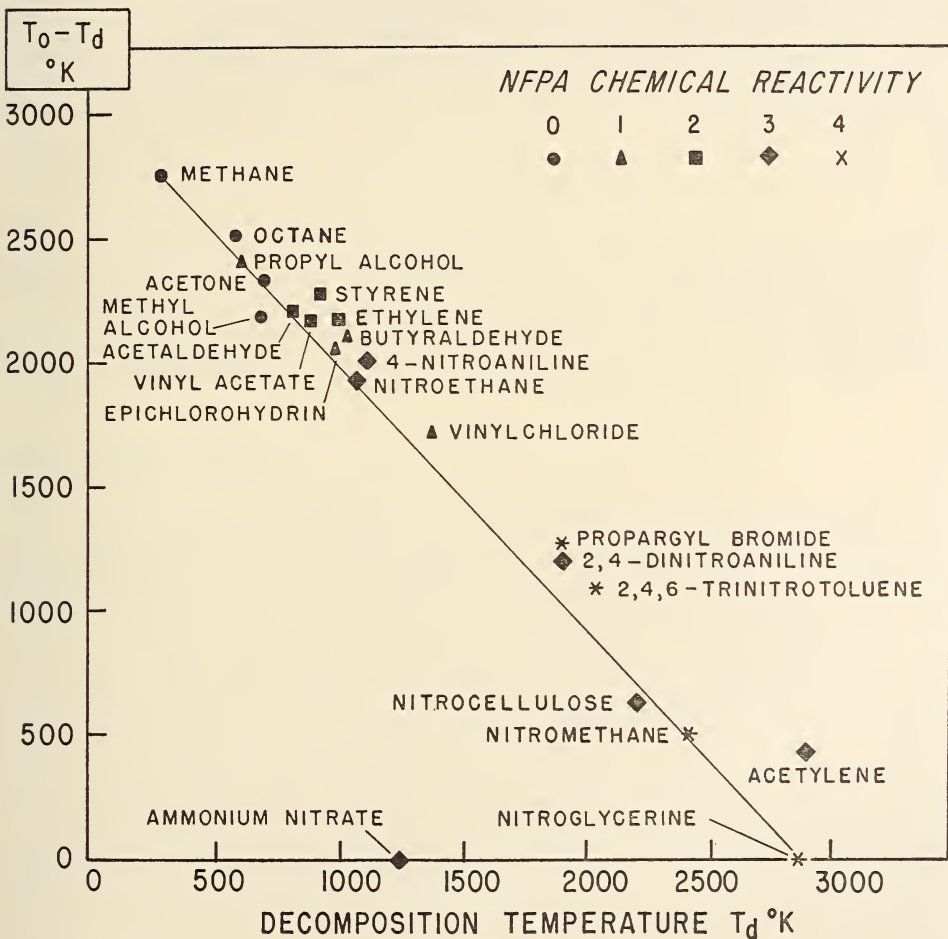 To–Td
°K
NFPA CHEMICAL REACTIVITY
0 1 2 3 4
3000
METHANE
2500
OCTANE
PROPYL ALCOHOL
ACETONE
STYRENE
METHYL
ALCOHOL
ETHYLENE
BUTYRALDEHYDE
ACETALDEHYDE
2000
4–NITROANILINE
VINYL ACETATE
NITROETHANE
EPICHLOROHYDRIN
VINYLCHLORIDE
1500
PROPARGYL BROMIDE
2,4–DINITROANILINE
2,4,6–TRINITROTOLUENE
1000
NITROCELLULOSE
500
NITROMETHANE
ACETYLENE
AMMONIUM NITRATE
NITROGLYCERINE
0
0 500 1000 1500 2000 2500 3000
DECOMPOSITION TEMPERATURE Td °K